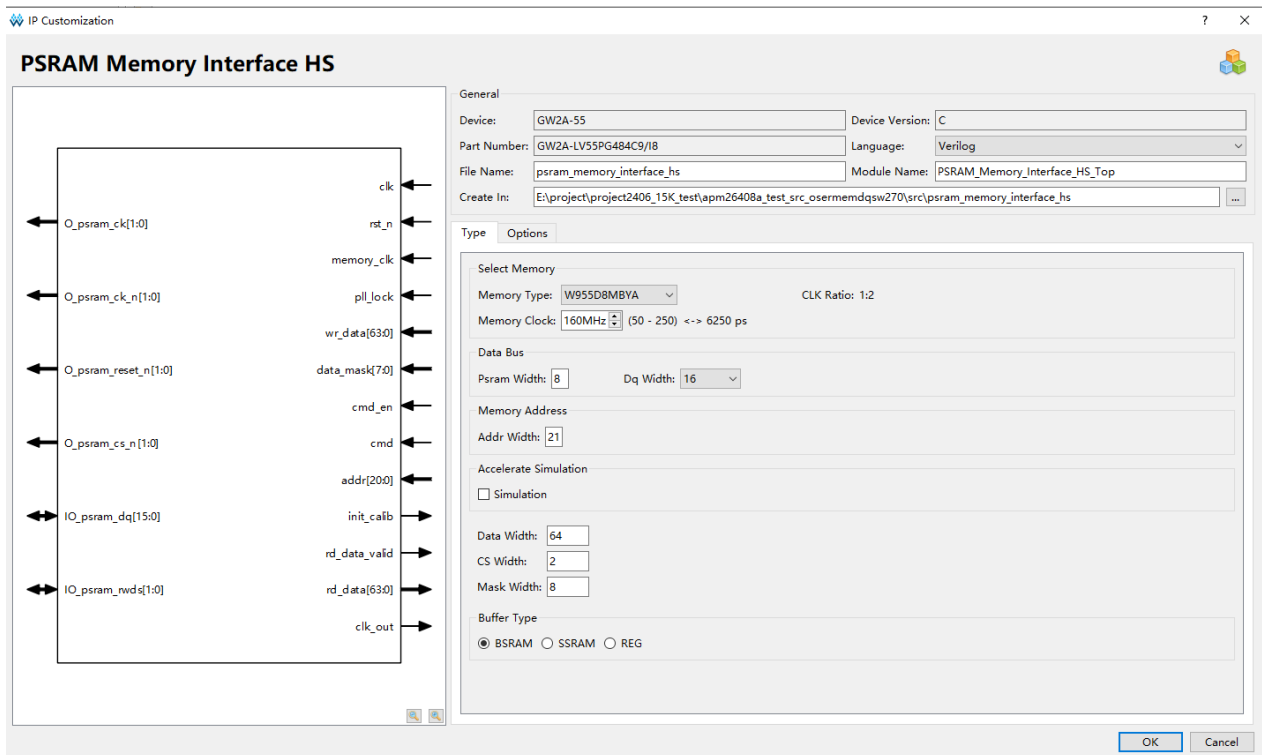 IP Customization
?
PSRAM Memory Interface HS
clk
O_psram_ck[1:0]
rst_n
memory_clk
O_psram_ck_n[1:0]
pll_lock
wr_data[63:0]
O_psram_reset_n[1:0]
data_mask[7:0]
cmd_en
O_psram_cs_n[1:0]
cmd
addr[20:0]
IO_psram_dq[15:0]
init_calib
rd_data_valid
IO_psram_rwds[1:0]
rd_data[63:0]
clk_out
General
Device: GW2A-55 Device Version: C
Part Number: GW2A-LV55PG484C9/I8 Language: Verilog
File Name: psram_memory_interface_hs Module Name: PSRAM_Memory_Interface_HS_Top
Create In: E:\project\project2406_15K_test\apm26408a_test_src_osermemdqsw270\src\psram_memory_interface_hs ...
Type Options
Select Memory
Memory Type: W955D8MBYA CLK Ratio: 1:2
Memory Clock: 160MHz (50 - 250) <-> 6250 ps
Data Bus
Psram Width: 8 Dq Width: 16
Memory Address
Addr Width: 21
Accelerate Simulation
Simulation
Data Width: 64
CS Width: 2
Mask Width: 8
Buffer Type
BSRAM SSRAM REG
OK Cancel